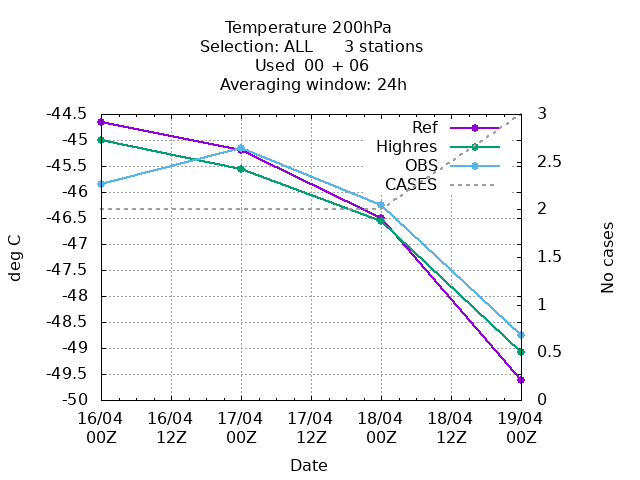 Temperature 200hPa
Selection: ALL 3 stations
Used 00 + 06
Averaging window: 24h
-44.5
-45
-45.5
-46
-46.5
-47
-47.5
-48
-48.5
-49
-49.5
-50
deg C
Ref
Highres
OBS
CASES
3
2.5
2
1.5
1
0.5
0
No cases
16/04 16/04 17/04 17/04 18/04 18/04 19/04
00Z 12Z 00Z 12Z 00Z 12Z 00Z
Date